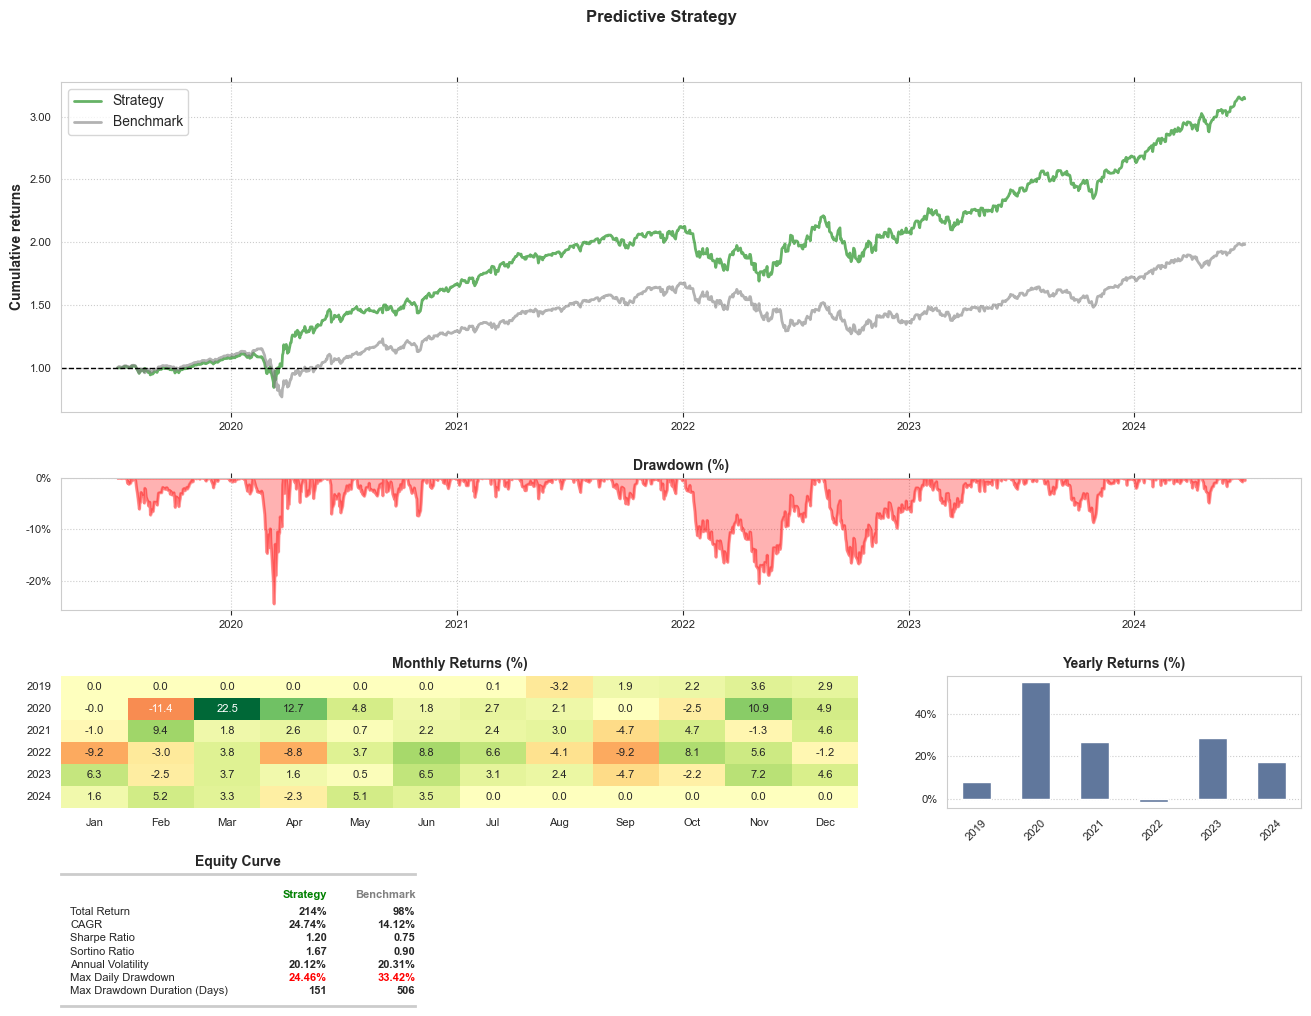 Predictive Strategy
Strategy
Benchmark
Cumulative returns
3.00
2.50
2.00
1.50
1.00
2020 2021 2022 2023 2024
Drawdown (%)
0%
-10%
-20%
2020 2021 2022 2023 2024
Monthly Returns (%)
2019 0.0 0.0 0.0 0.0 0.0 0.0 0.1 -3.2 1.9 2.2 3.6 2.9
2020 -0.0 -11.4 22.5 12.7 4.8 1.8 2.7 2.1 0.0 -2.5 10.9 4.9
2021 -1.0 9.4 1.8 2.6 0.7 2.2 2.4 3.0 -4.7 4.7 -1.3 4.6
2022 -9.2 -3.0 3.8 -8.8 3.7 8.8 6.6 -4.1 -9.2 8.1 5.6 -1.2
2023 6.3 -2.5 3.7 1.6 0.5 6.5 3.1 2.4 -4.7 -2.2 7.2 4.6
2024 1.6 5.2 3.3 -2.3 5.1 3.5 0.0 0.0 0.0 0.0 0.0 0.0
Jan Feb Mar Apr May Jun Jul Aug Sep Oct Nov Dec
Yearly Returns (%)
40%
20%
0%
2019 2020 2021 2022 2023 2024
Equity Curve
Strategy Benchmark
Total Return 214% 98%
CAGR 24.74% 14.12%
Sharpe Ratio 1.20 0.75
Sortino Ratio 1.67 0.90
Annual Volatility 20.12% 20.31%
Max Daily Drawdown 24.46% 33.42%
Max Drawdown Duration (Days) 151 506